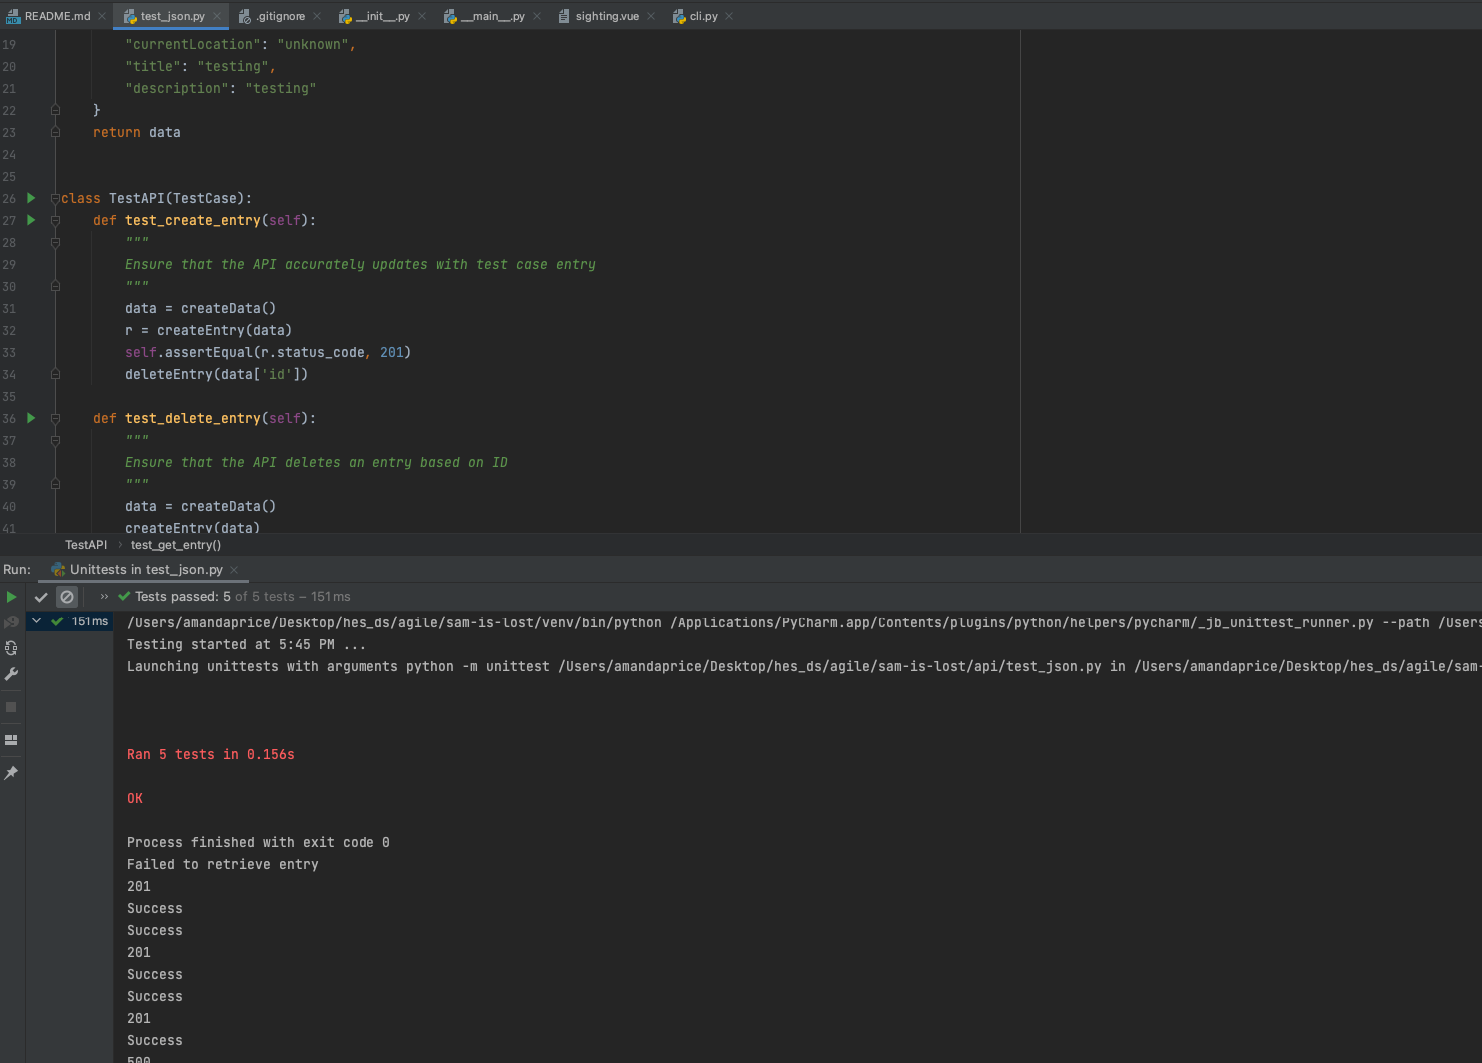 README.md test_json.py .gitignore __init__.py __main__.py sighting.vue cli.py
19 "currentLocation": "unknown",
20 "title": "testing",
21 "description": "testing"
22 }
23 return data
24
25
26 class TestAPI(TestCase):
27 def test_create_entry(self):
28 """
29 Ensure that the API accurately updates with test case entry
30 """
31 data = createData()
32 r = createEntry(data)
33 self.assertEqual(r.status_code, 201)
34 deleteEntry(data['id'])
35
36 def test_delete_entry(self):
37 """
38 Ensure that the API deletes an entry based on ID
39 """
40 data = createData()
41 createEntry(data)
TestAPI › test_get_entry()
Run: Unittests in test_json.py
» Tests passed: 5 of 5 tests – 151 ms
151 ms
/Users/amandaprice/Desktop/hes_ds/agile/sam-is-lost/venv/bin/python /Applications/PyCharm.app/Contents/plugins/python/helpers/pycharm/_jb_unittest_runner.py --path /Users
Testing started at 5:45 PM ...
Launching unittests with arguments python -m unittest /Users/amandaprice/Desktop/hes_ds/agile/sam-is-lost/api/test_json.py in /Users/amandaprice/Desktop/hes_ds/agile/sam-
Ran 5 tests in 0.156s
OK
Process finished with exit code 0
Failed to retrieve entry
201
Success
Success
201
Success
Success
201
Success
500